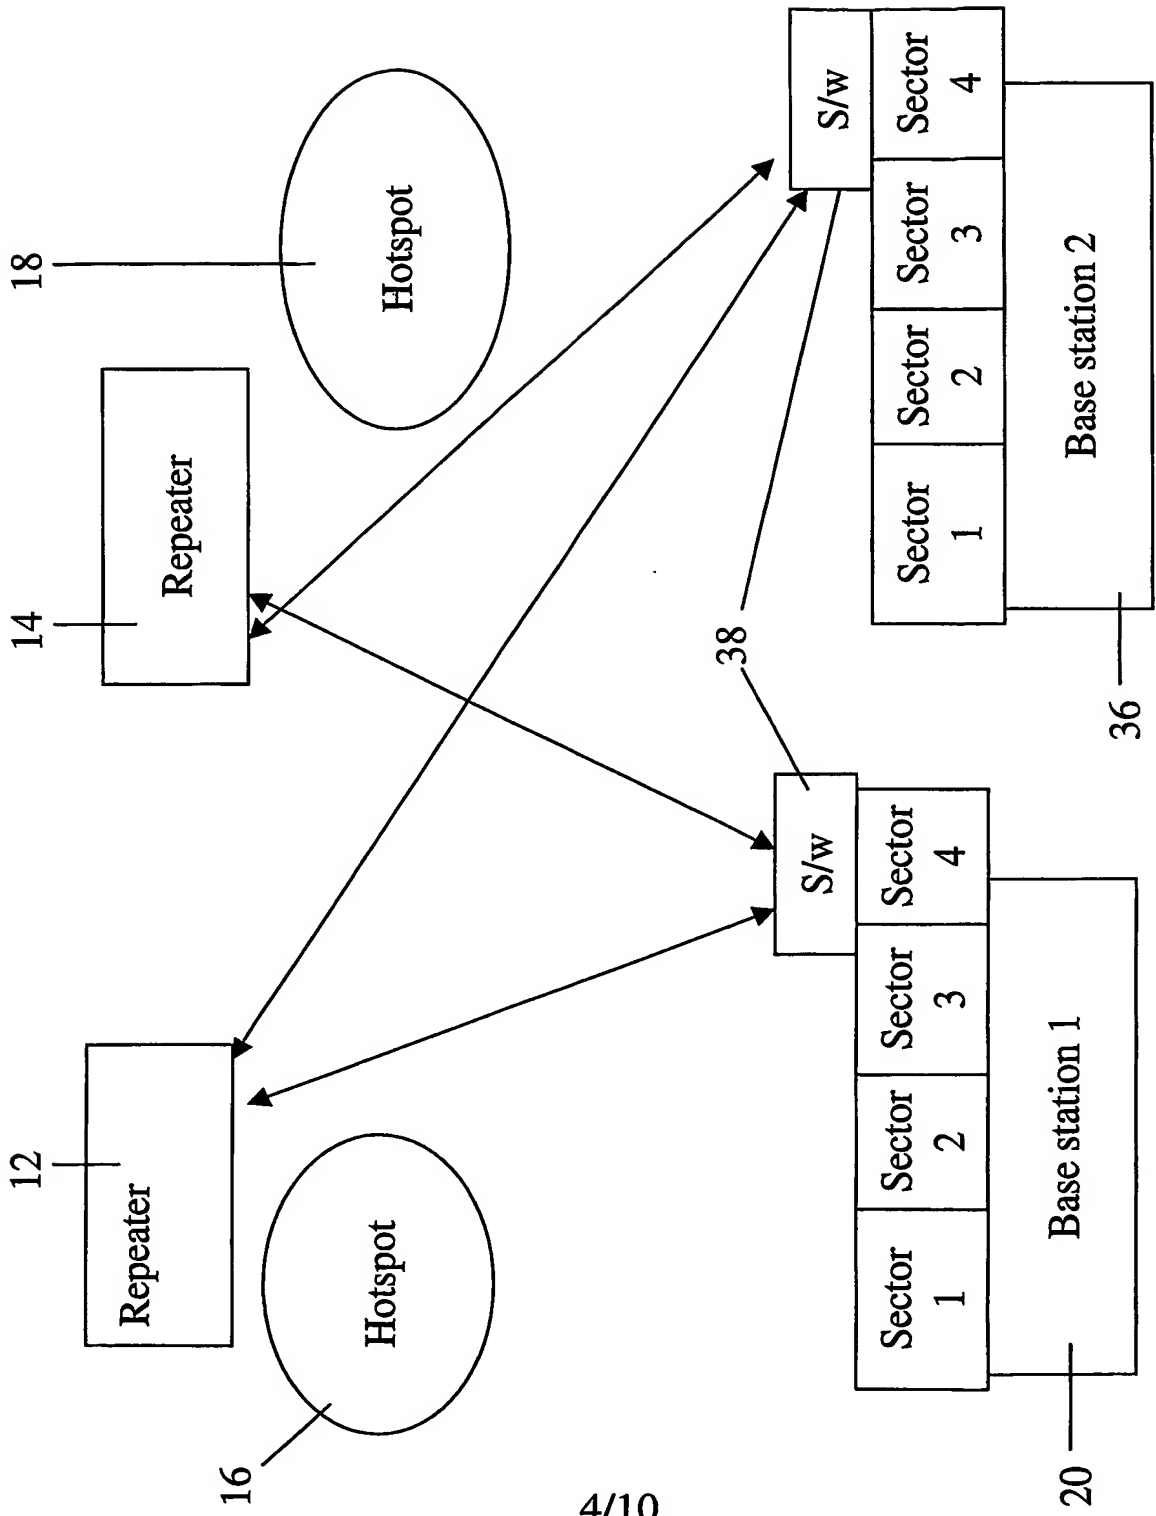 12
Repeater
14
Repeater
18
Hotspot
16
Hotspot
38
S/w
Sector
1
Sector
2
Sector
3
Sector
4
Base station 1
20
S/w
Sector
1
Sector
2
Sector
3
Sector
4
Base station 2
36
4/10